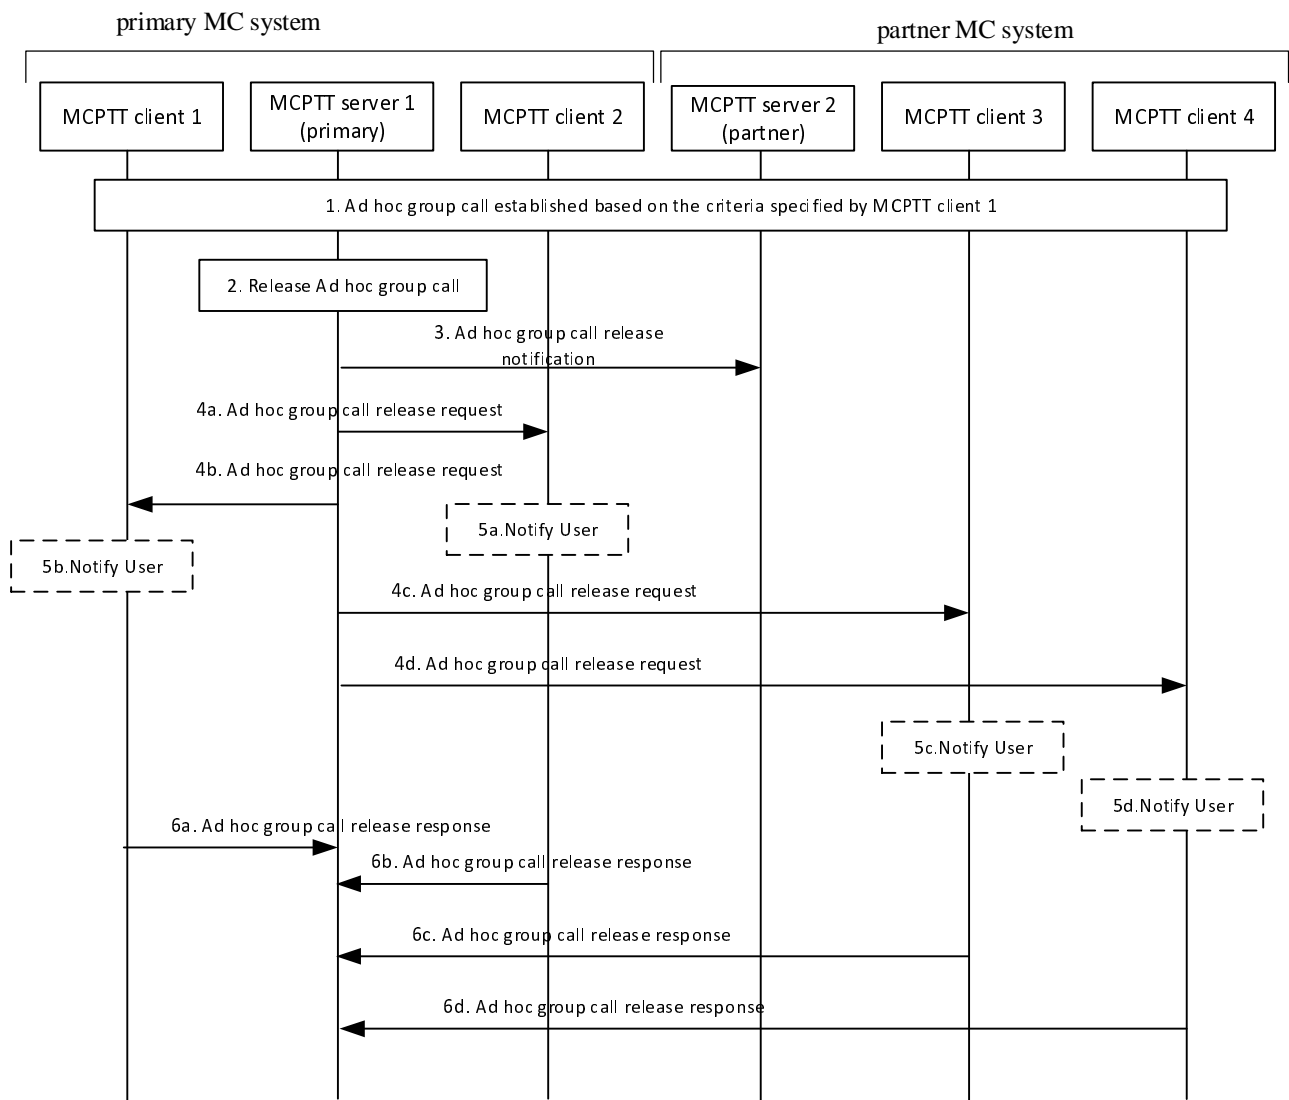 primary MC system
partner MC system
MCPTT client 1
MCPTT server 1
(primary)
MCPTT client 2
MCPTT server 2
(partner)
MCPTT client 3
MCPTT client 4
1. Ad hoc group call established based on the criteria specified by MCPTT client 1
2. Release Ad hoc group call
3. Ad hoc group call release
notification
4a. Ad hoc group call release request
4b. Ad hoc group call release request
5a.Notify User
5b.Notify User
4c. Ad hoc group call release request
4d. Ad hoc group call release request
5c.Notify User
5d.Notify User
6a. Ad hoc group call release response
6b. Ad hoc group call release response
6c. Ad hoc group call release response
6d. Ad hoc group call release response